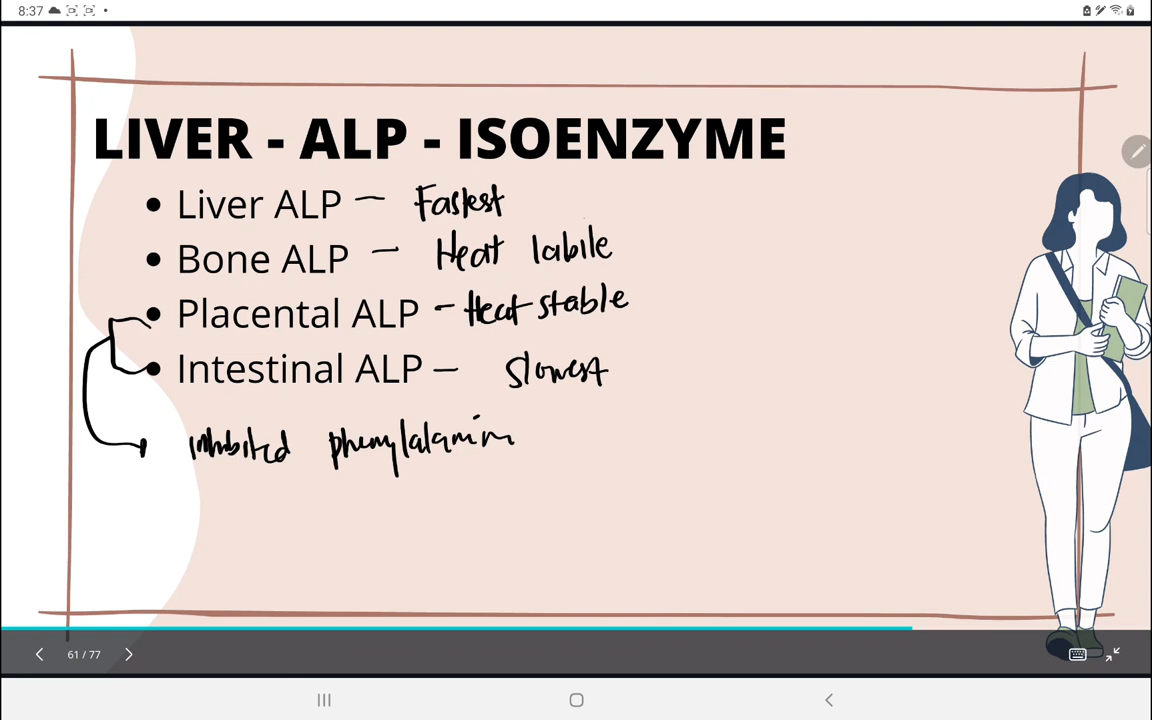 8:37
LIVER - ALP - ISOENZYME
• Liver ALP - Fastest
• Bone ALP - Heat labile
• Placental ALP - Heat stable
• Intestinal ALP - Slowest
inhibited phenylalanine
61 / 77